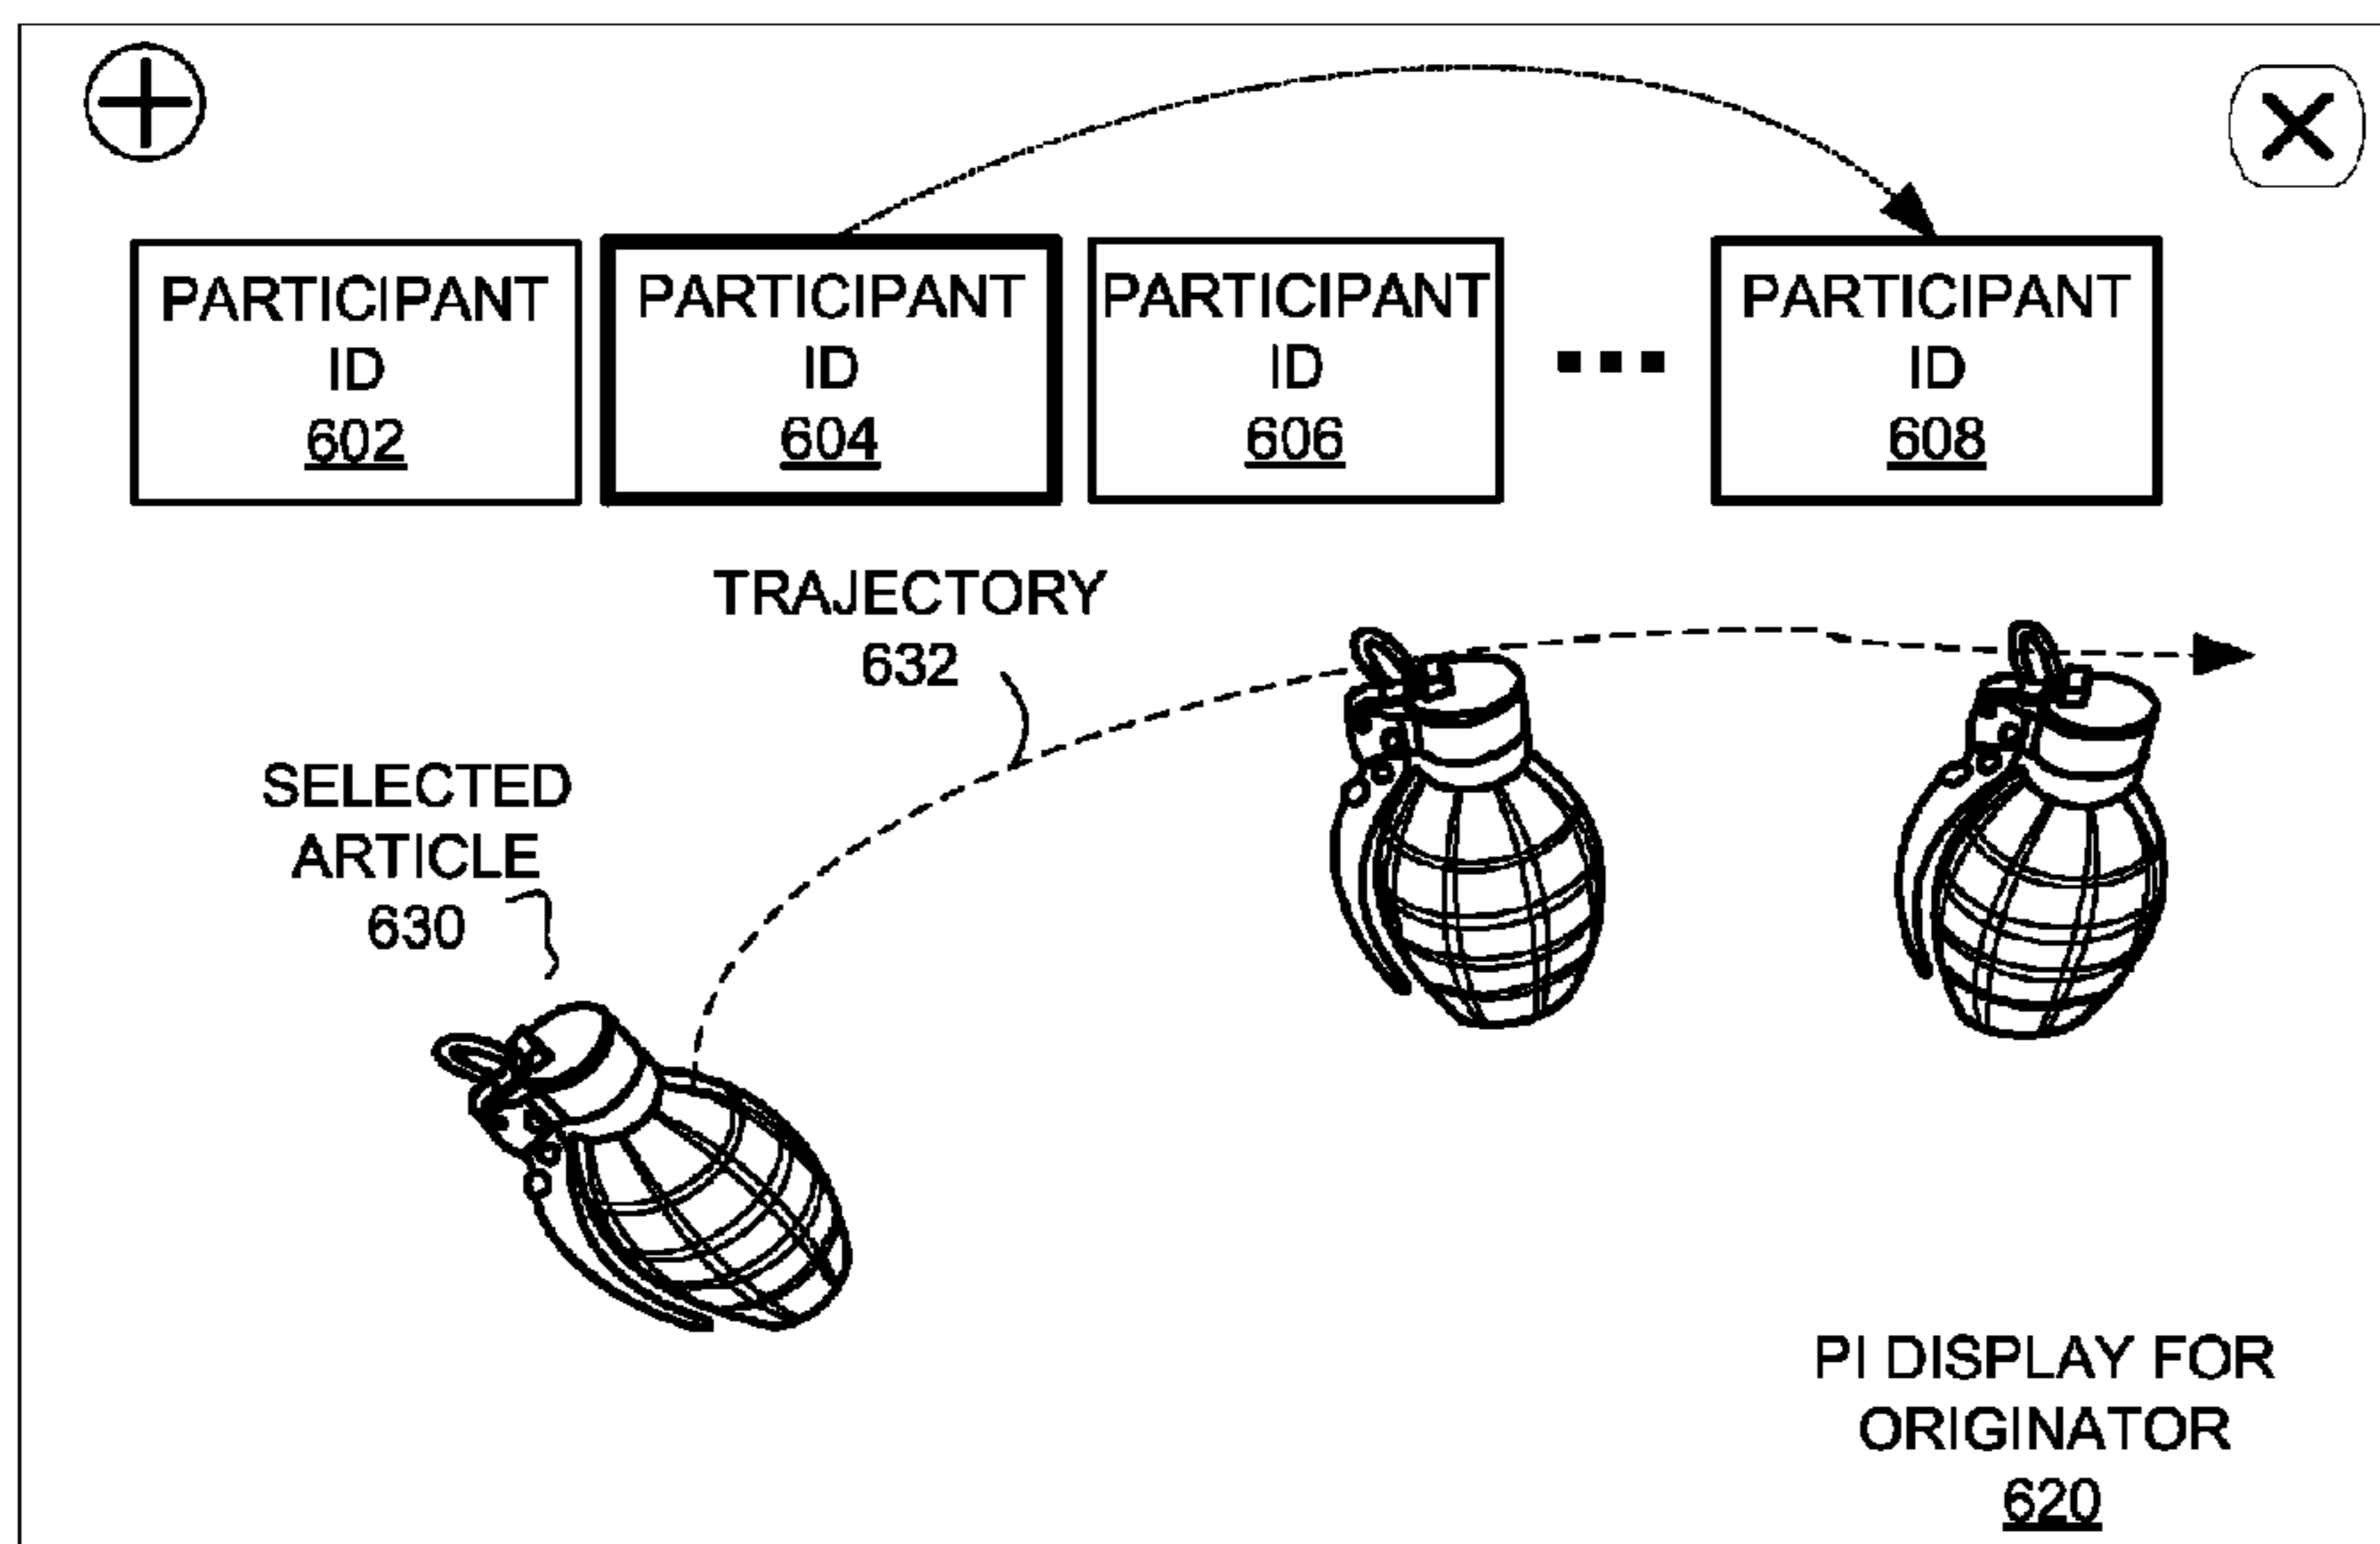 PARTICIPANT
ID
602
PARTICIPANT
ID
604
PARTICIPANT
ID
606
...
PARTICIPANT
ID
608
TRAJECTORY
632
SELECTED
ARTICLE
630
PI DISPLAY FOR
ORIGINATOR
620